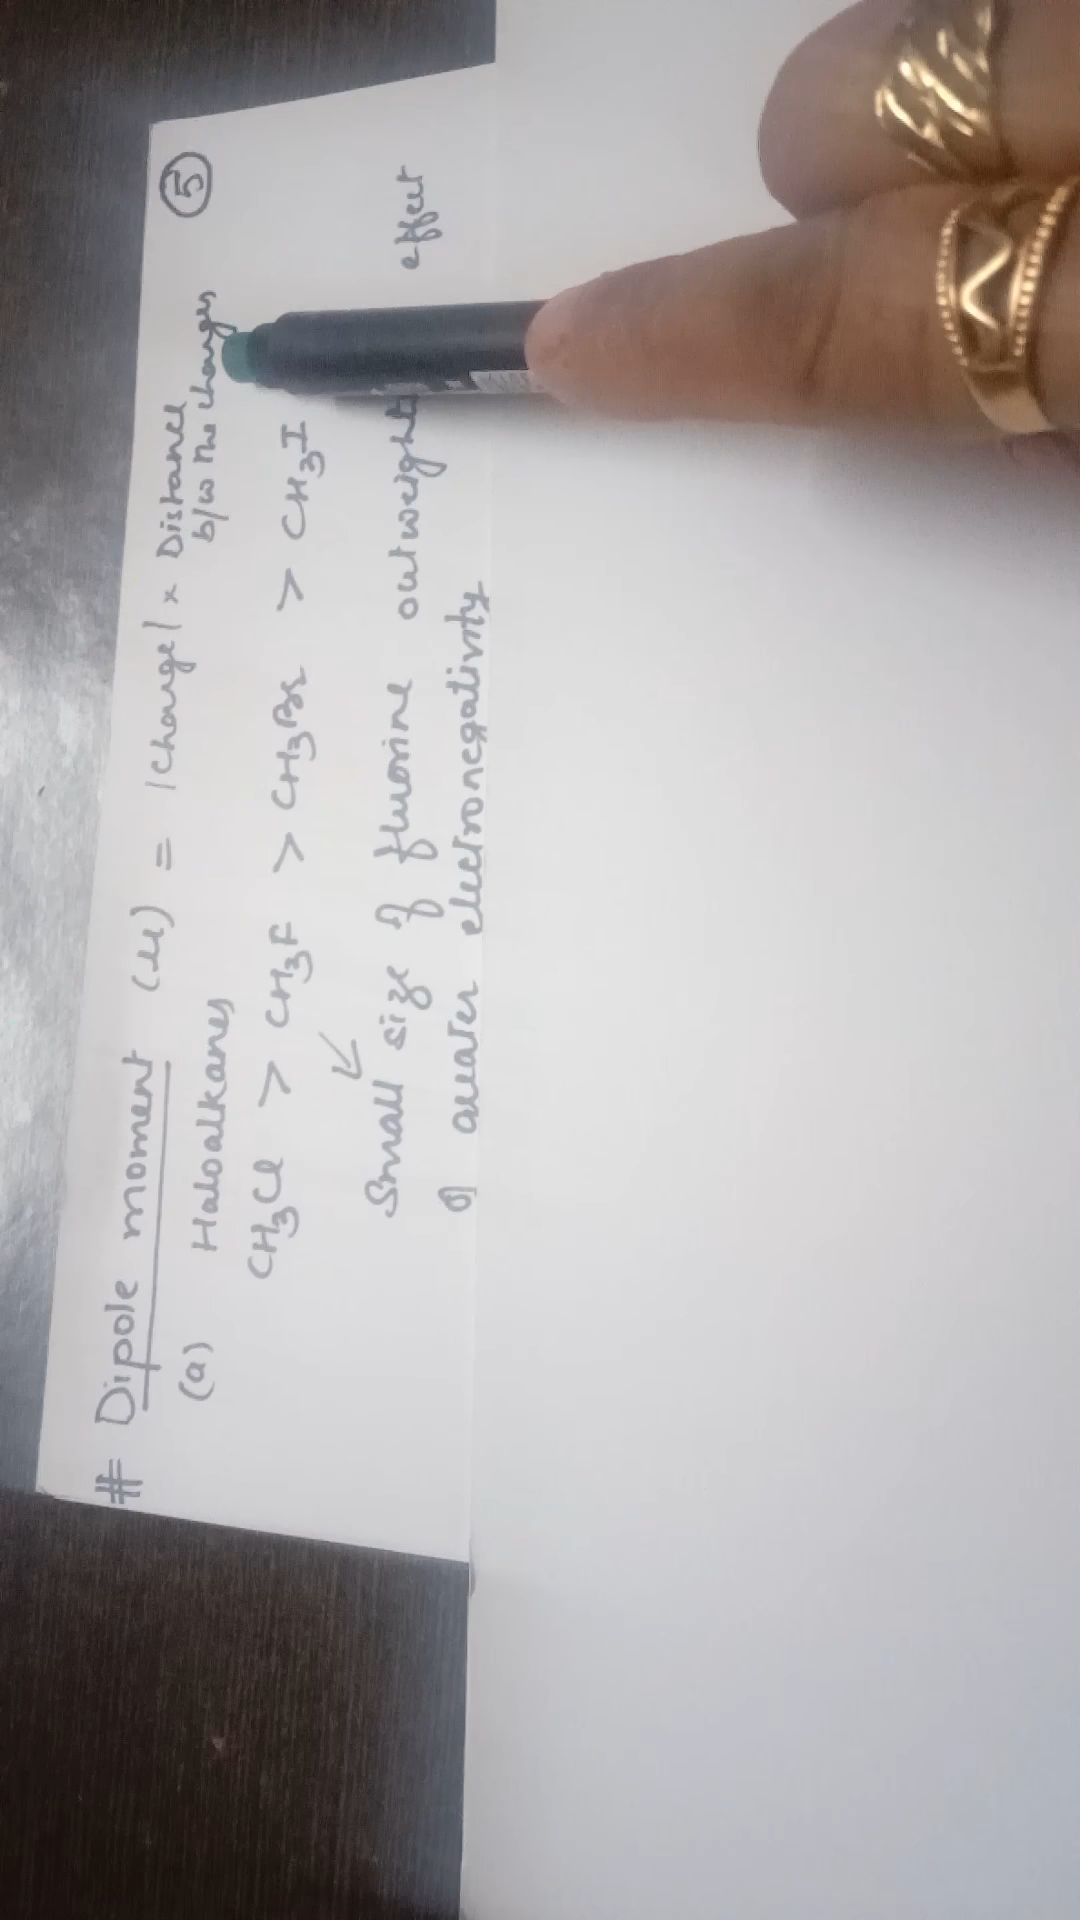 # Dipole moment (μ) = |charge| x Distance
b/w the charges
5
(a) Haloalkanes
CH3Cl > CH3F > CH3Br > CH3I
Small size of fluorine outweights effect
of greater electronegativity